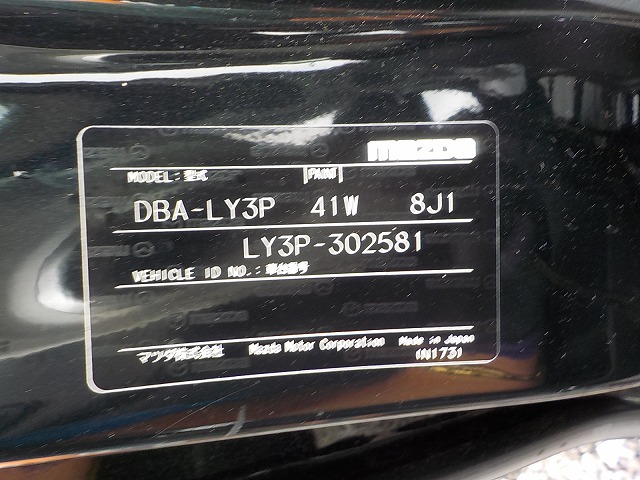 mazda
MODEL:型式 PAINT
DBA-LY3P 41W 8J1
LY3P-302581
VEHICLE ID NO.:車台番号
マツダ株式会社 Mazda Motor Corporation Made in Japan
1N1731